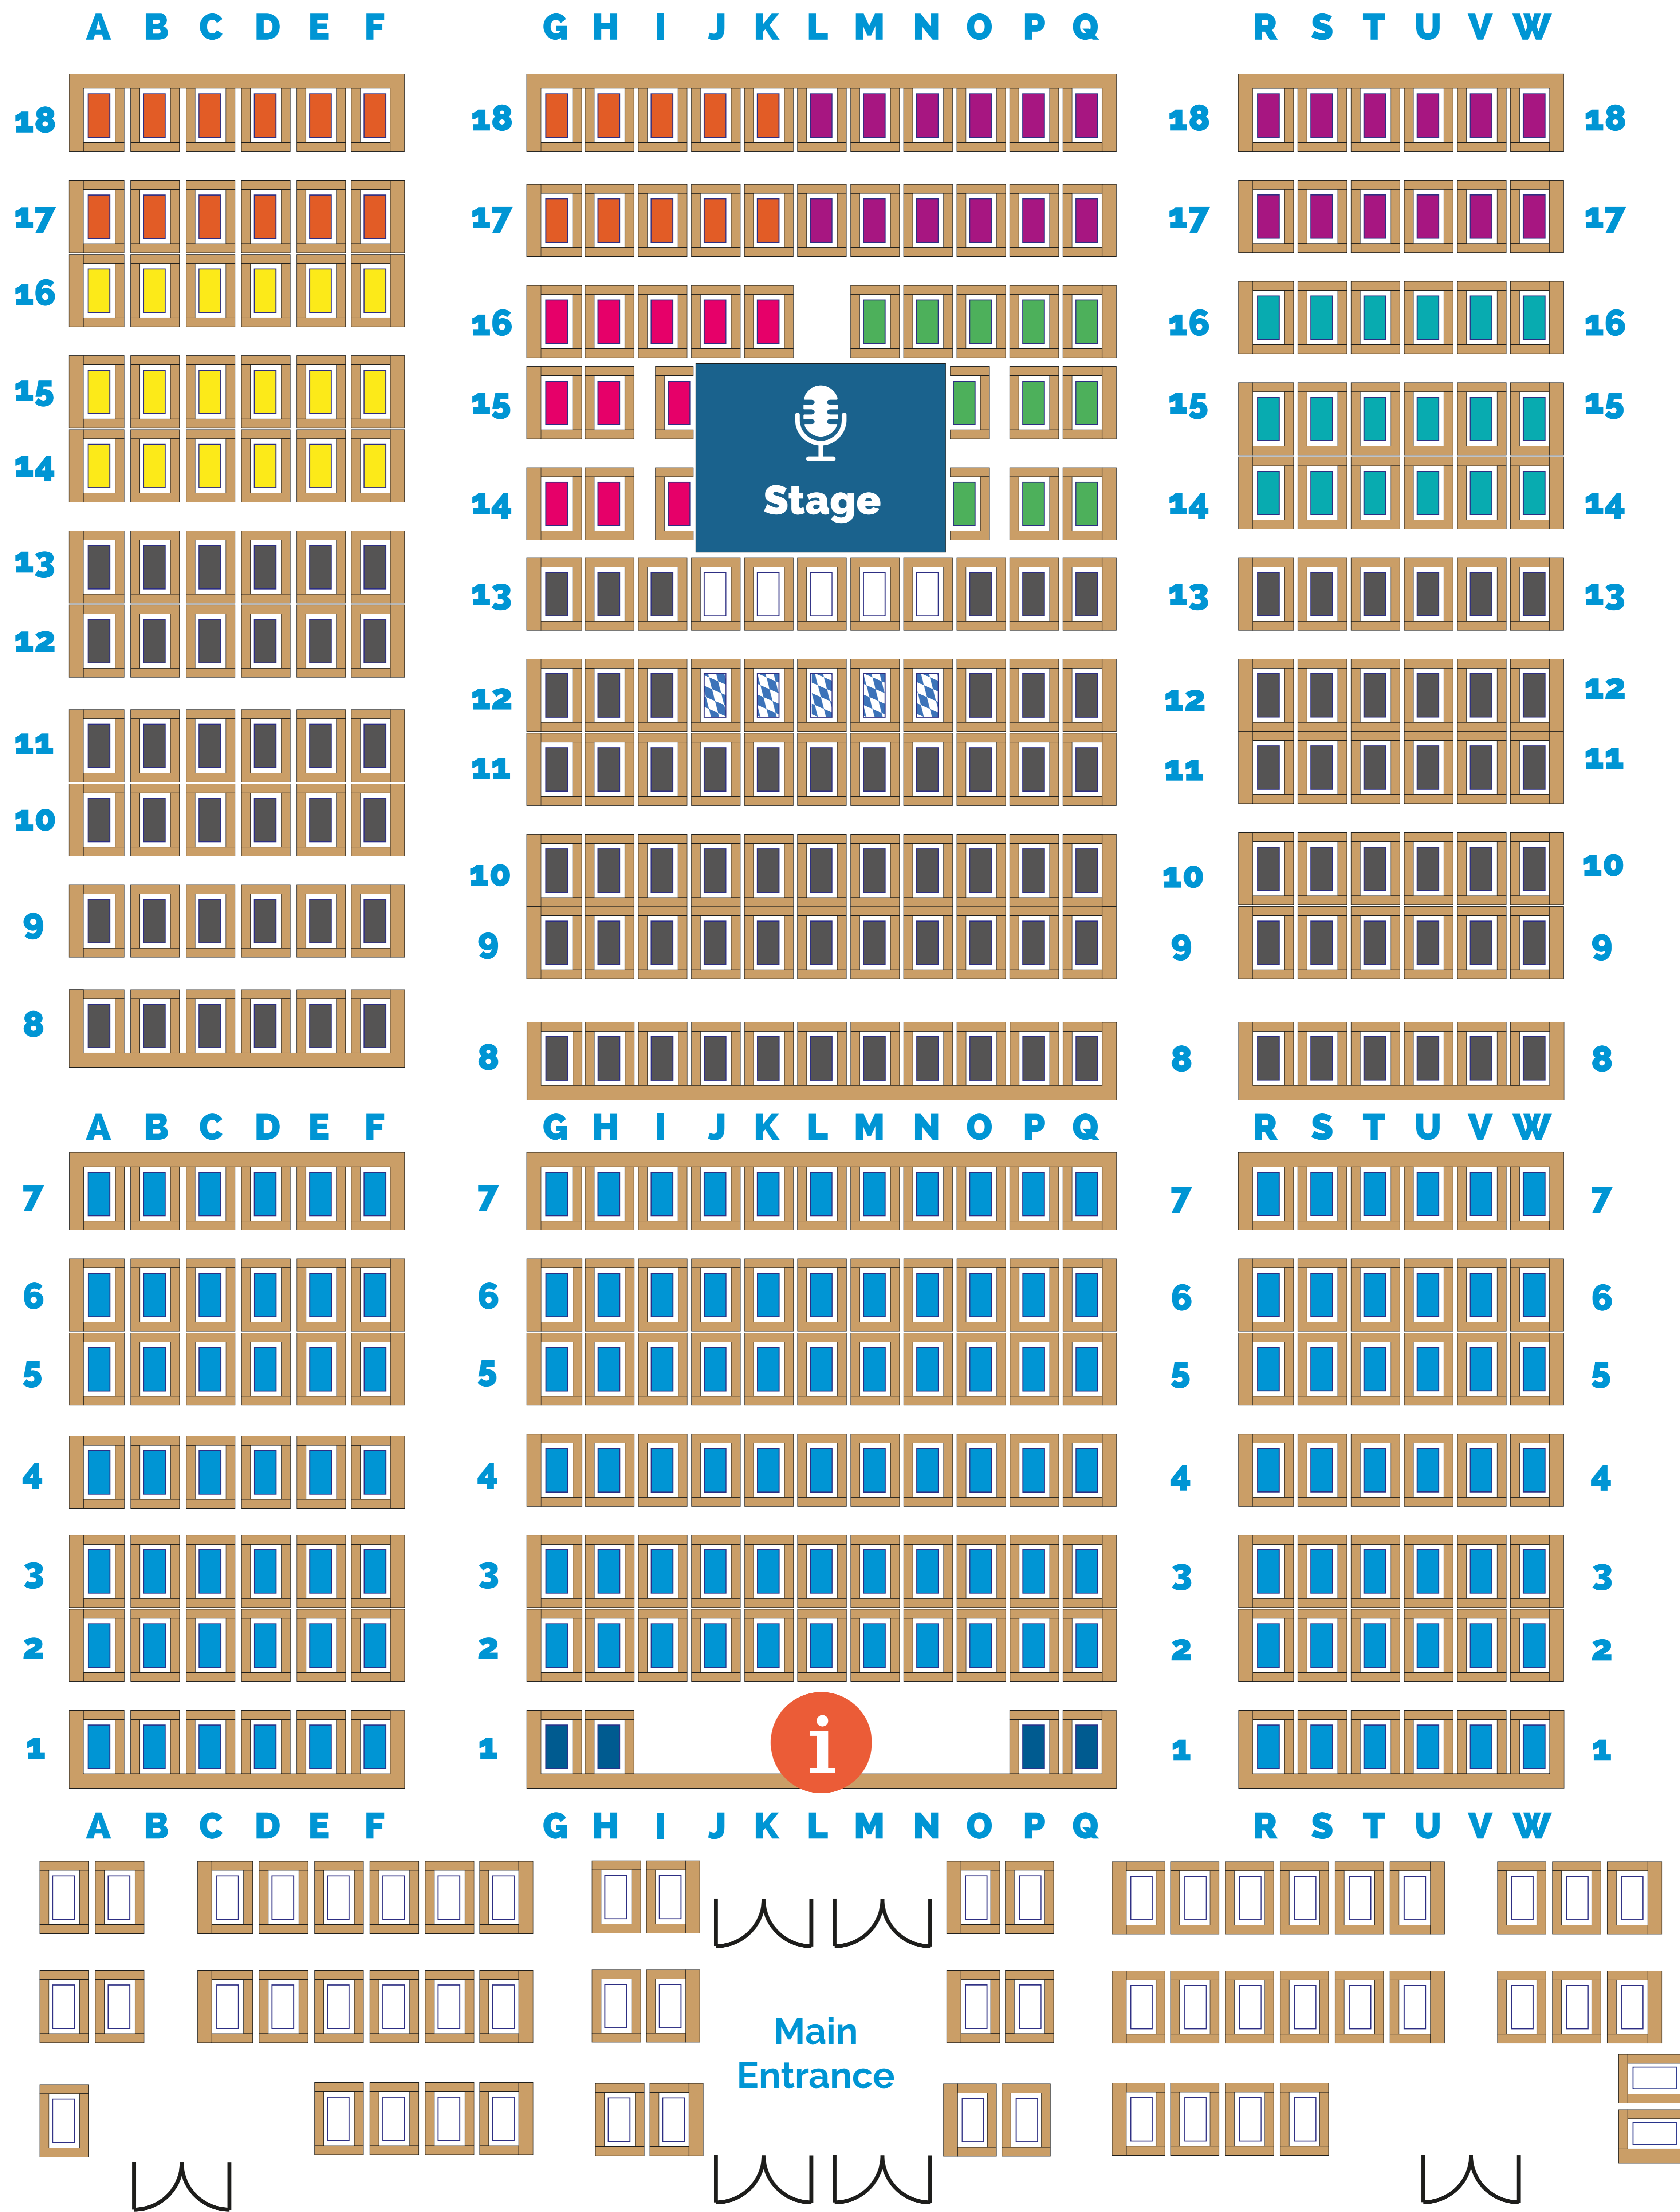 A B C D E F G H I J K L M N O P Q R S T U V W
18 18 18 18
17 17 17 17
16 16 16 16
15 15 15 15
14 14 14 14
Stage
13 13 13 13
12 12 12 12
11 11 11 11
10 10 10 10
9 9 9 9
8 8 8 8
A B C D E F G H I J K L M N O P Q R S T U V W
7 7 7 7
6 6 6 6
5 5 5 5
4 4 4 4
3 3 3 3
2 2 2 2
1 1 i 1 1
A B C D E F G H I J K L M N O P Q R S T U V W
Main
Entrance